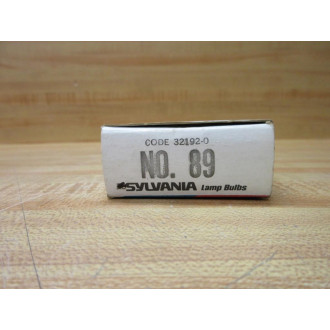 CODE 32192-0
NO. 89
SYLVANIA Lamp Bulbs